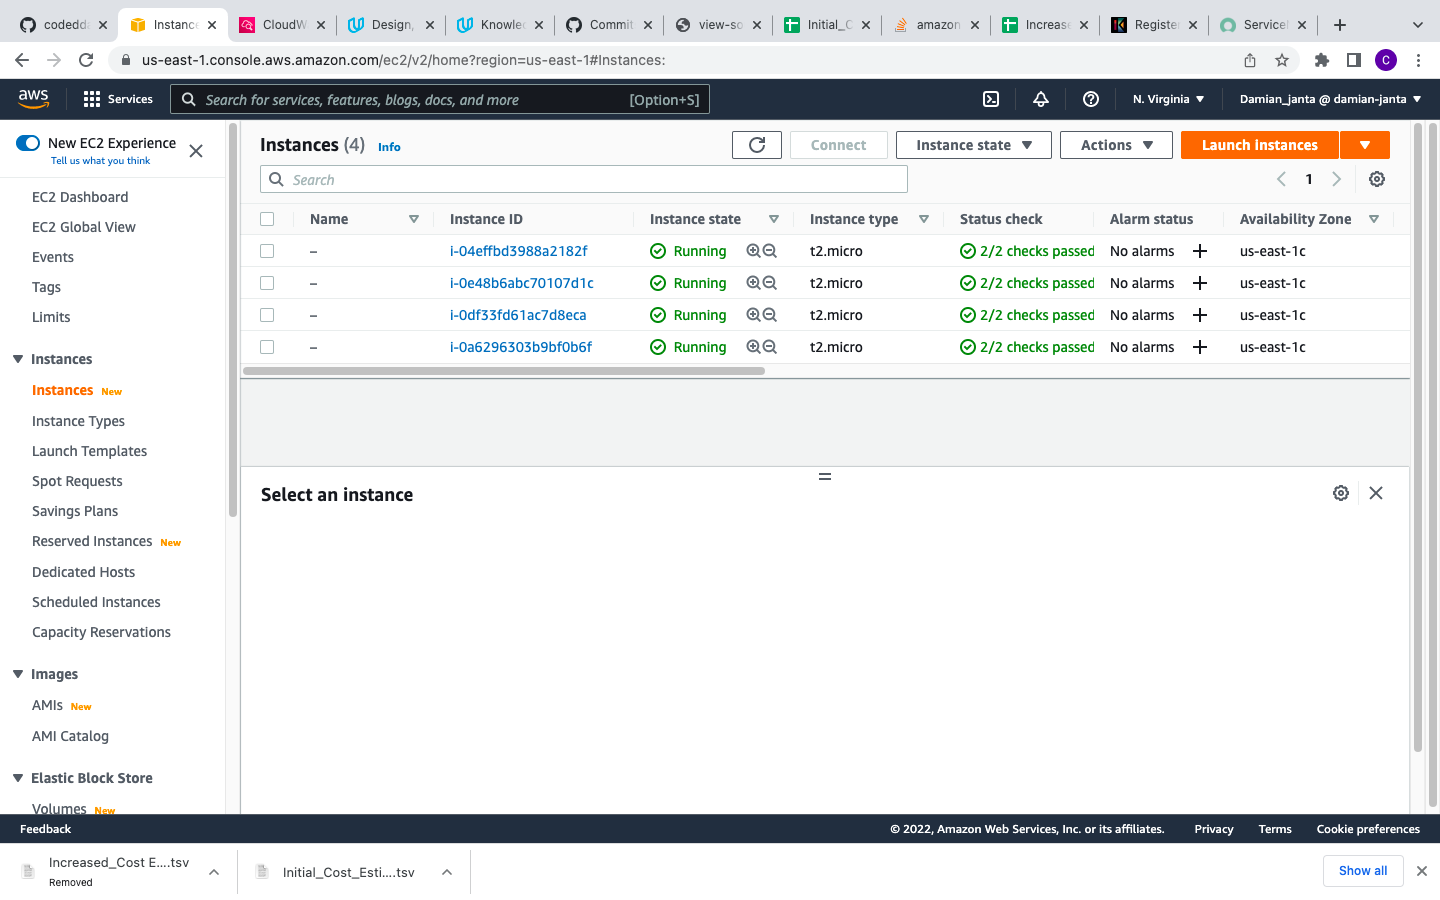 codedda
Instance
CloudW
Design,
Knowled
Commit
view-so
Initial_C
amazon
Increase
Register
Service
us-east-1.console.aws.amazon.com/ec2/v2/home?region=us-east-1#Instances:
C
aws
Services
Search for services, features, blogs, docs, and more
[Option+S]
N. Virginia
Damian_janta @ damian-janta
New EC2 Experience
Tell us what you think
EC2 Dashboard
EC2 Global View
Events
Tags
Limits
Instances
Instances New
Instance Types
Launch Templates
Spot Requests
Savings Plans
Reserved Instances New
Dedicated Hosts
Scheduled Instances
Capacity Reservations
Images
AMIs New
AMI Catalog
Elastic Block Store
Volumes New
Instances (4) Info
Connect
Instance state
Actions
Launch instances
Search
1
Name Instance ID Instance state Instance type Status check Alarm status Availability Zone
– i-04effbd3988a2182f Running t2.micro 2/2 checks passed No alarms + us-east-1c
– i-0e48b6abc70107d1c Running t2.micro 2/2 checks passed No alarms + us-east-1c
– i-0df33fd61ac7d8eca Running t2.micro 2/2 checks passed No alarms + us-east-1c
– i-0a6296303b9bf0b6f Running t2.micro 2/2 checks passed No alarms + us-east-1c
Select an instance
Feedback
© 2022, Amazon Web Services, Inc. or its affiliates.
Privacy
Terms
Cookie preferences
Increased_Cost E....tsv
Removed
Initial_Cost_Esti....tsv
Show all